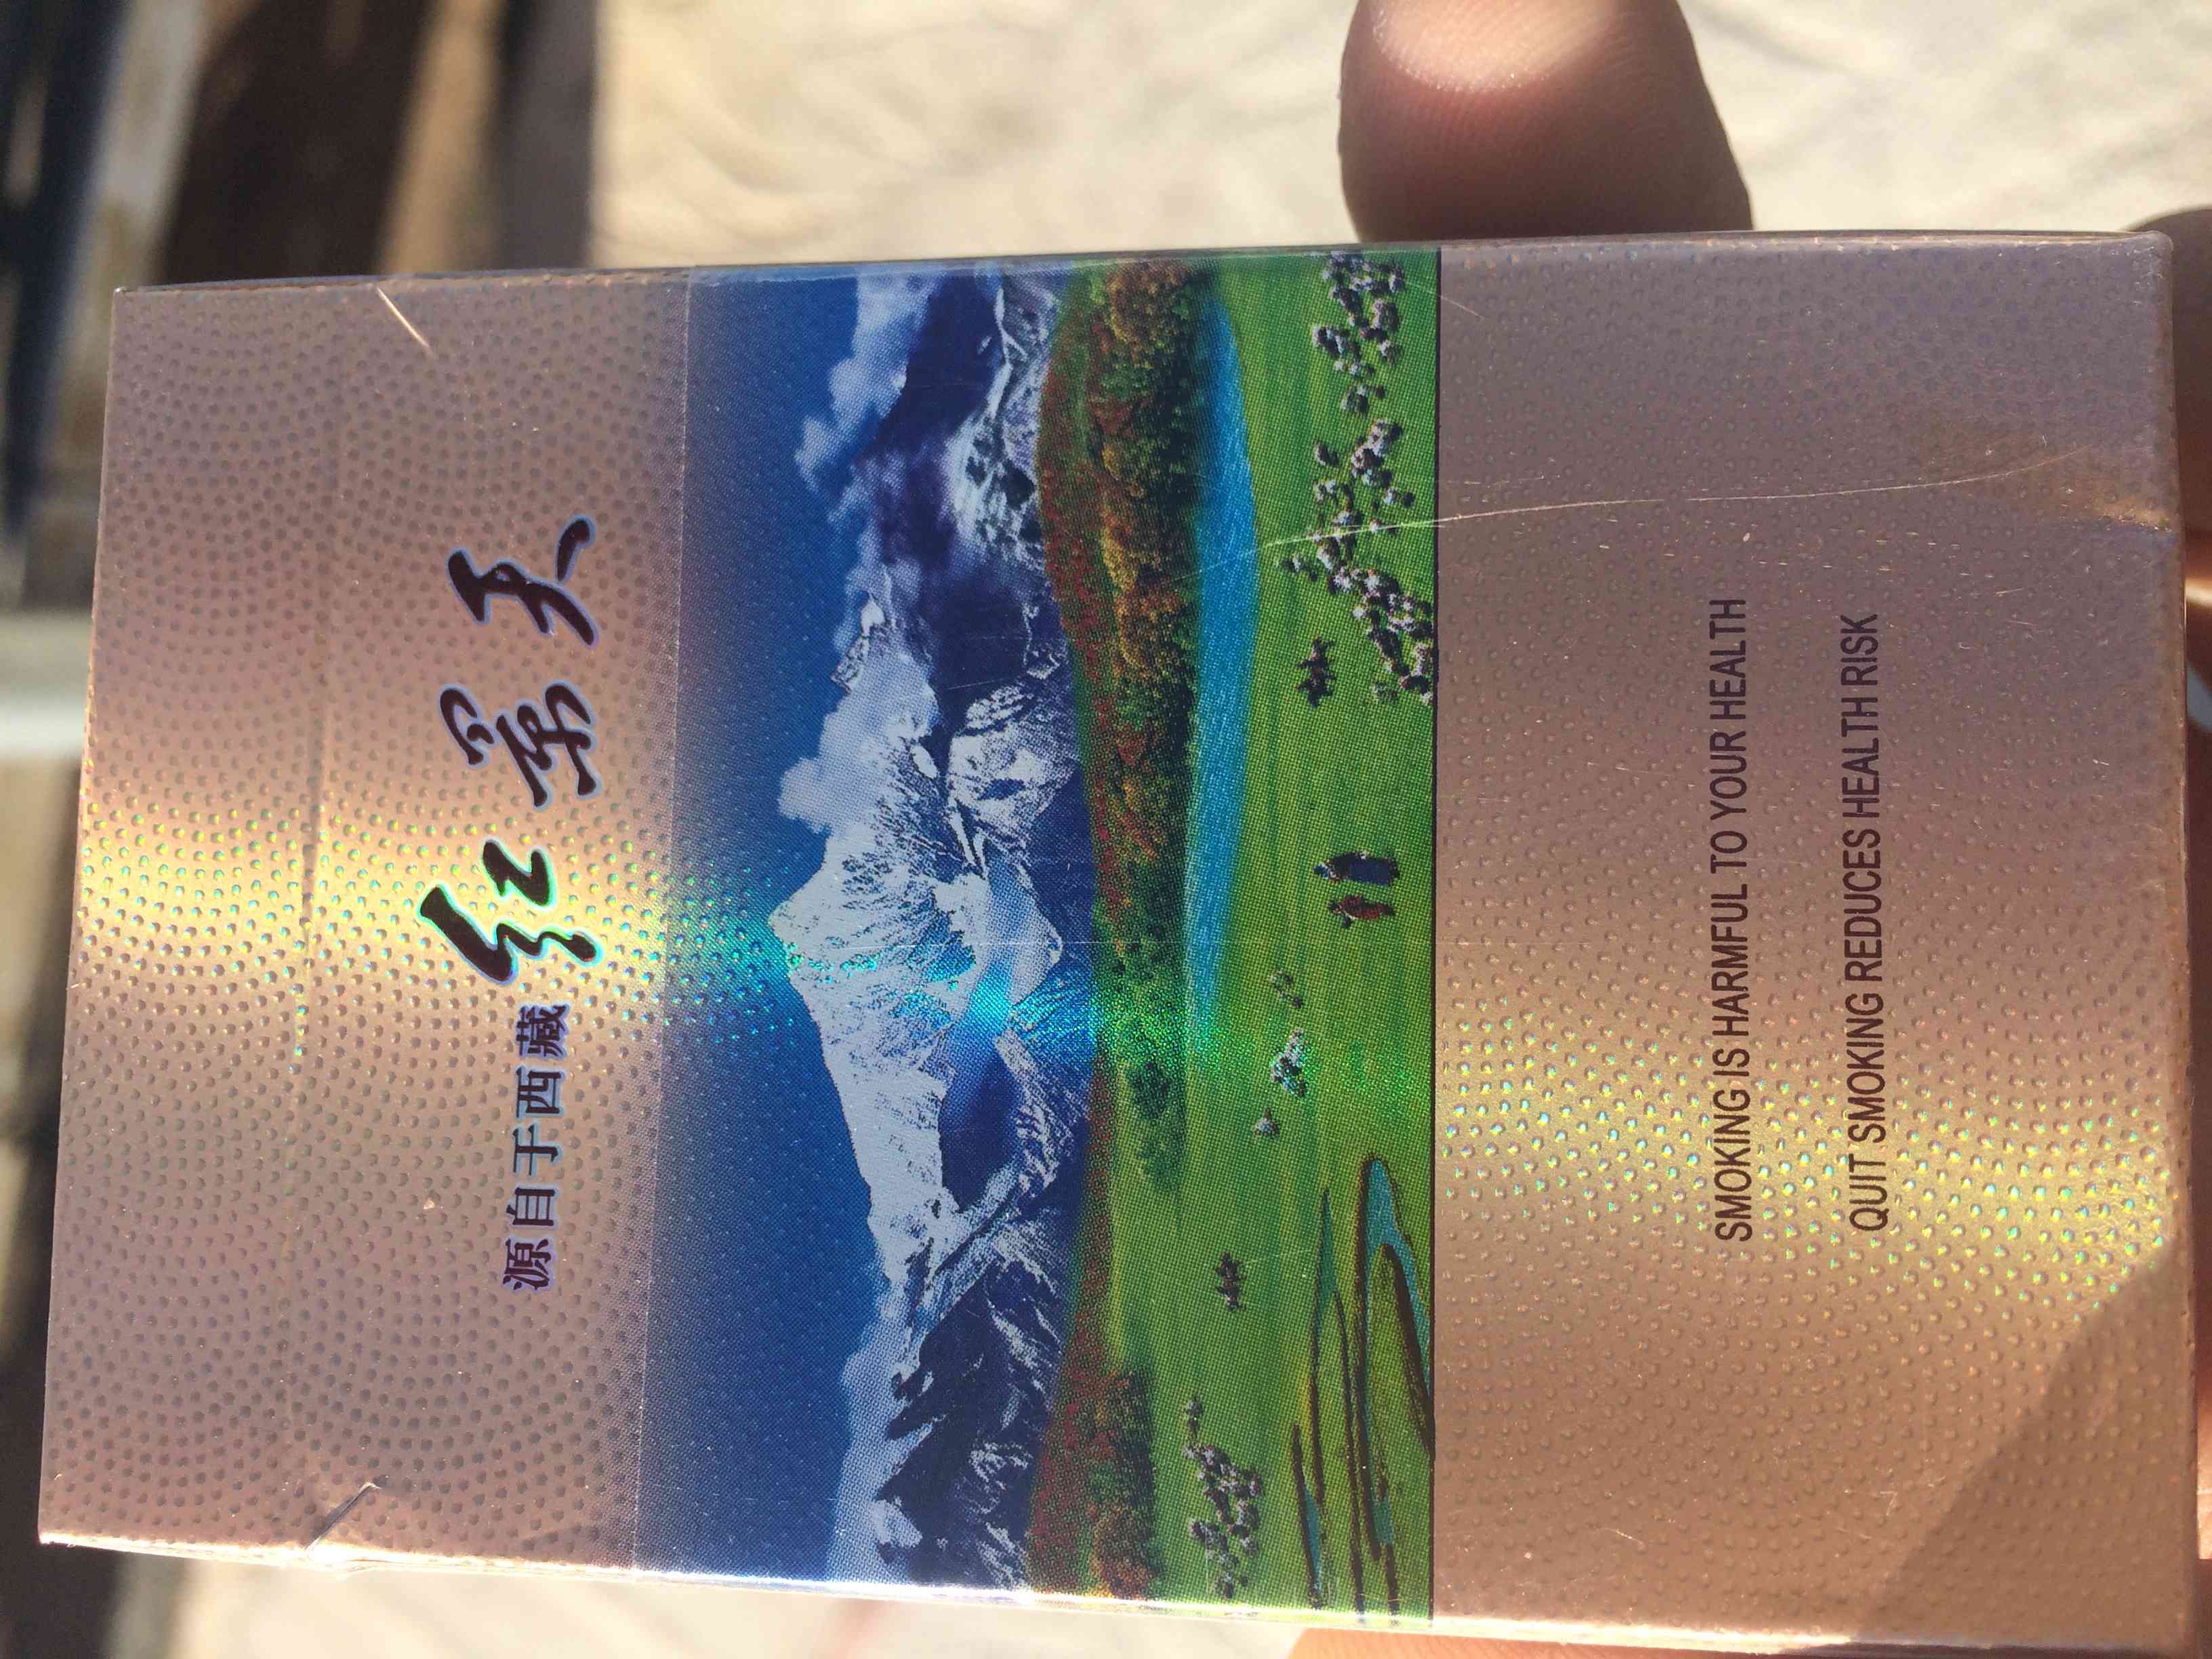 源自于西藏 红景天
SMOKING IS HARMFUL TO YOUR HEALTH
QUIT SMOKING REDUCES HEALTH RISK